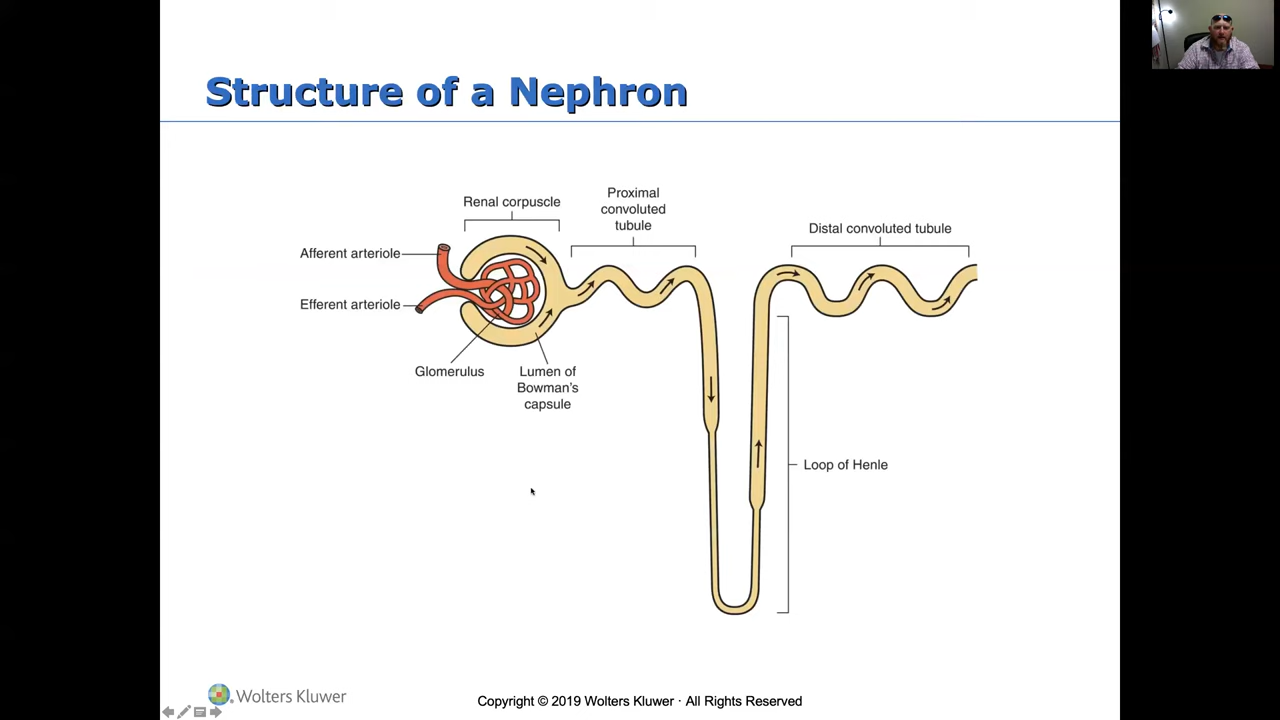 Structure of a Nephron
Renal corpuscle
Proximal
convoluted
tubule
Distal convoluted tubule
Afferent arteriole
Efferent arteriole
Glomerulus
Lumen of
Bowman's
capsule
Loop of Henle
Wolters Kluwer
Copyright © 2019 Wolters Kluwer · All Rights Reserved